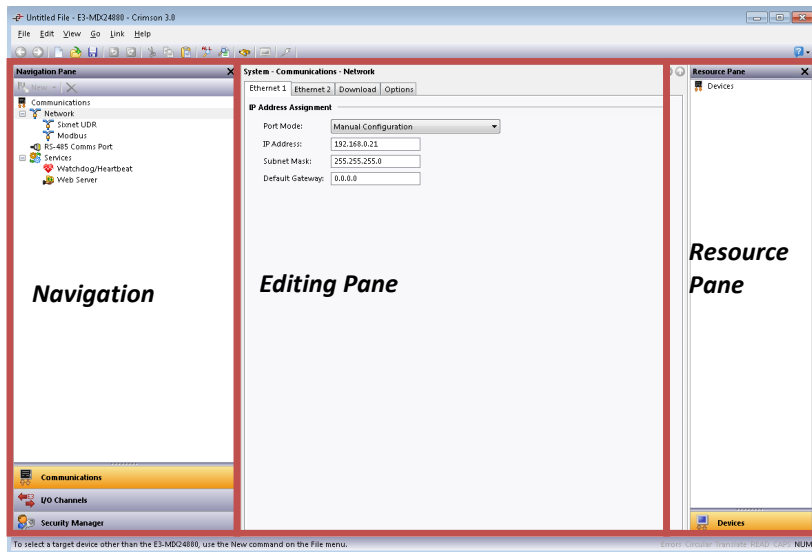 Untitled File - E3-MDX24880 - Crimson 3.0
File Edit View Go Link Help
Navigation Pane
New
Communications
Network
Sixnet UDR
Modbus
RS-485 Comms Port
Services
Watchdog/Heartbeat
Web Server
Navigation
Communications
I/O Channels
Security Manager
System - Communications - Network
Ethernet 1 Ethernet 2 Download Options
IP Address Assignment
Port Mode: Manual Configuration
IP Address: 192.168.0.21
Subnet Mask: 255.255.255.0
Default Gateway: 0.0.0.0
Editing Pane
Resource Pane
Devices
Resource
Pane
Devices
To select a target device other than the E3-MDX24880, use the New command on the File menu.
Errors Circular Translate READ CAPS NUM